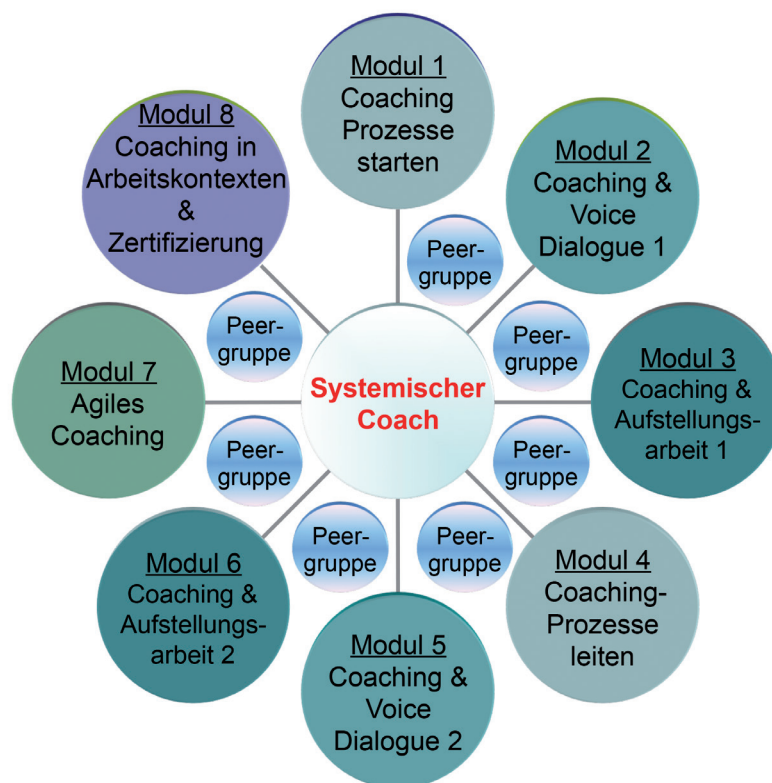 Modul 1
Coaching
Prozesse
starten
Modul 2
Coaching &
Voice
Dialogue 1
Modul 3
Coaching &
Aufstellungs-
arbeit 1
Modul 4
Coaching-
Prozesse
leiten
Modul 5
Coaching &
Voice
Dialogue 2
Modul 6
Coaching &
Aufstellungs-
arbeit 2
Modul 7
Agiles
Coaching
Modul 8
Coaching in
Arbeitskontexten
&
Zertifizierung
Systemischer
Coach
Peer-
gruppe
Peer-
gruppe
Peer-
gruppe
Peer-
gruppe
Peer-
gruppe
Peer-
gruppe
Peer-
gruppe